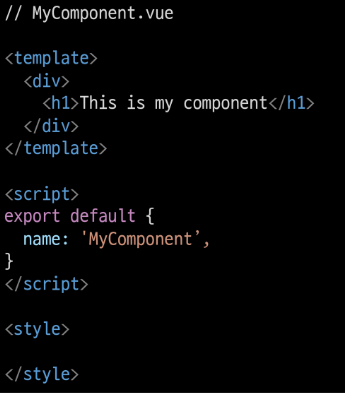 // MyComponent.vue

<template>
  <div>
    <h1>This is my component</h1>
  </div>
</template>

<script>
export default {
  name: 'MyComponent’,
}
</script>

<style>

</style>